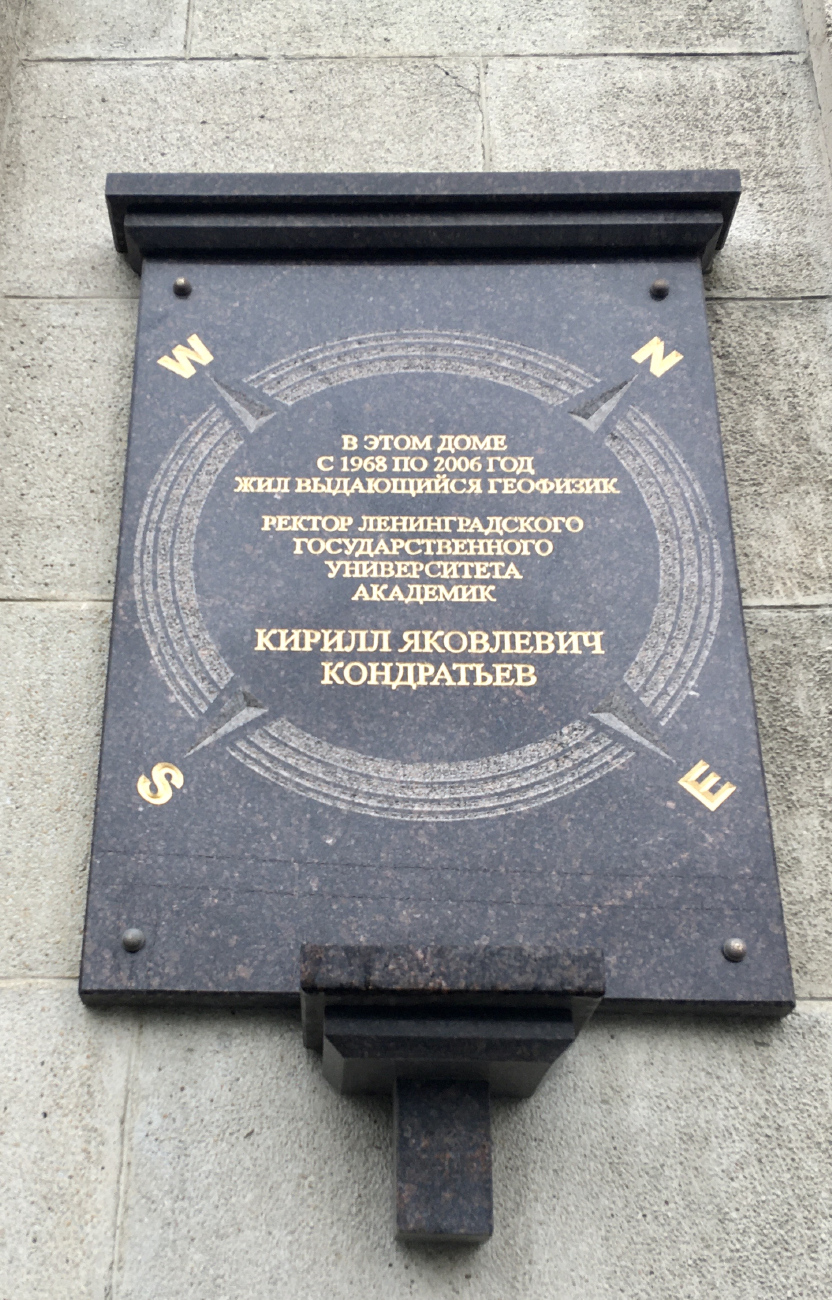 W
N
В ЭТОМ ДОМЕ
С 1968 ПО 2006 ГОД
ЖИЛ ВЫДАЮЩИЙСЯ ГЕОФИЗИК
РЕКТОР ЛЕНИНГРАДСКОГО
ГОСУДАРСТВЕННОГО
УНИВЕРСИТЕТА
АКАДЕМИК
КИРИЛЛ ЯКОВЛЕВИЧ
КОНДРАТЬЕВ
S
E